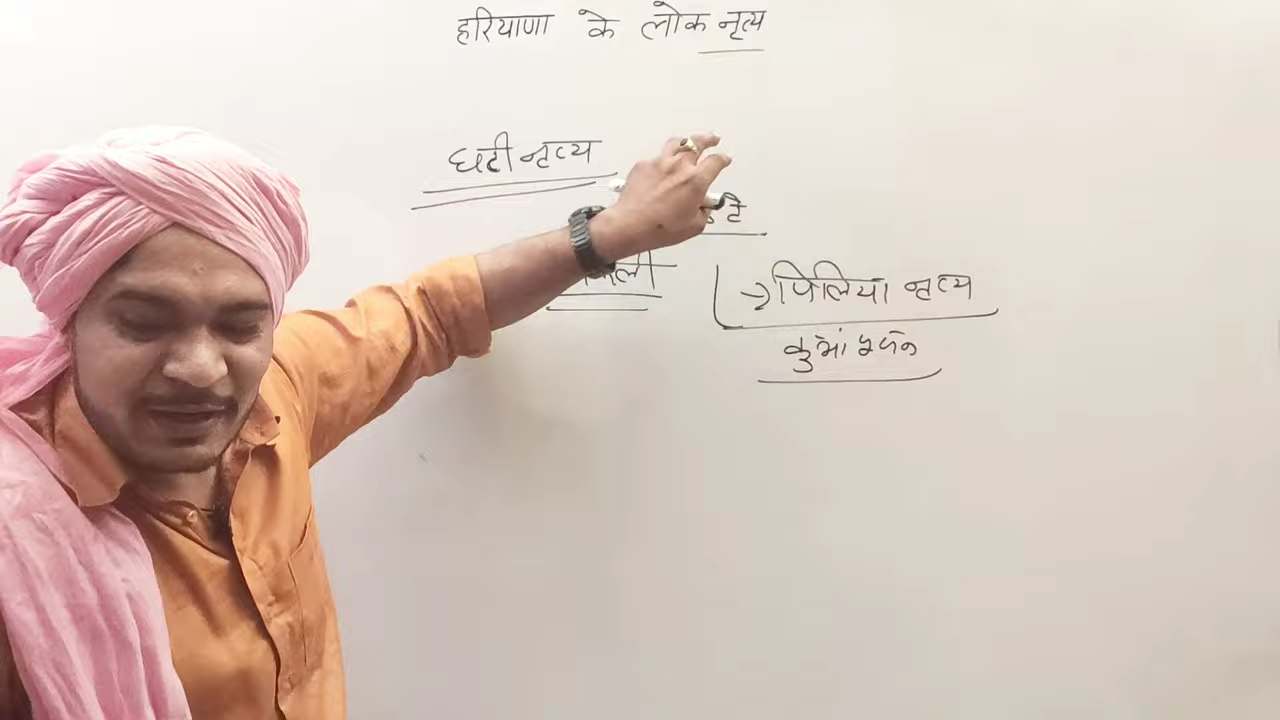 हरियाणा के लोक नृत्य
घटी नृत्य
पिलिया नृत्य
कुआं पूजन